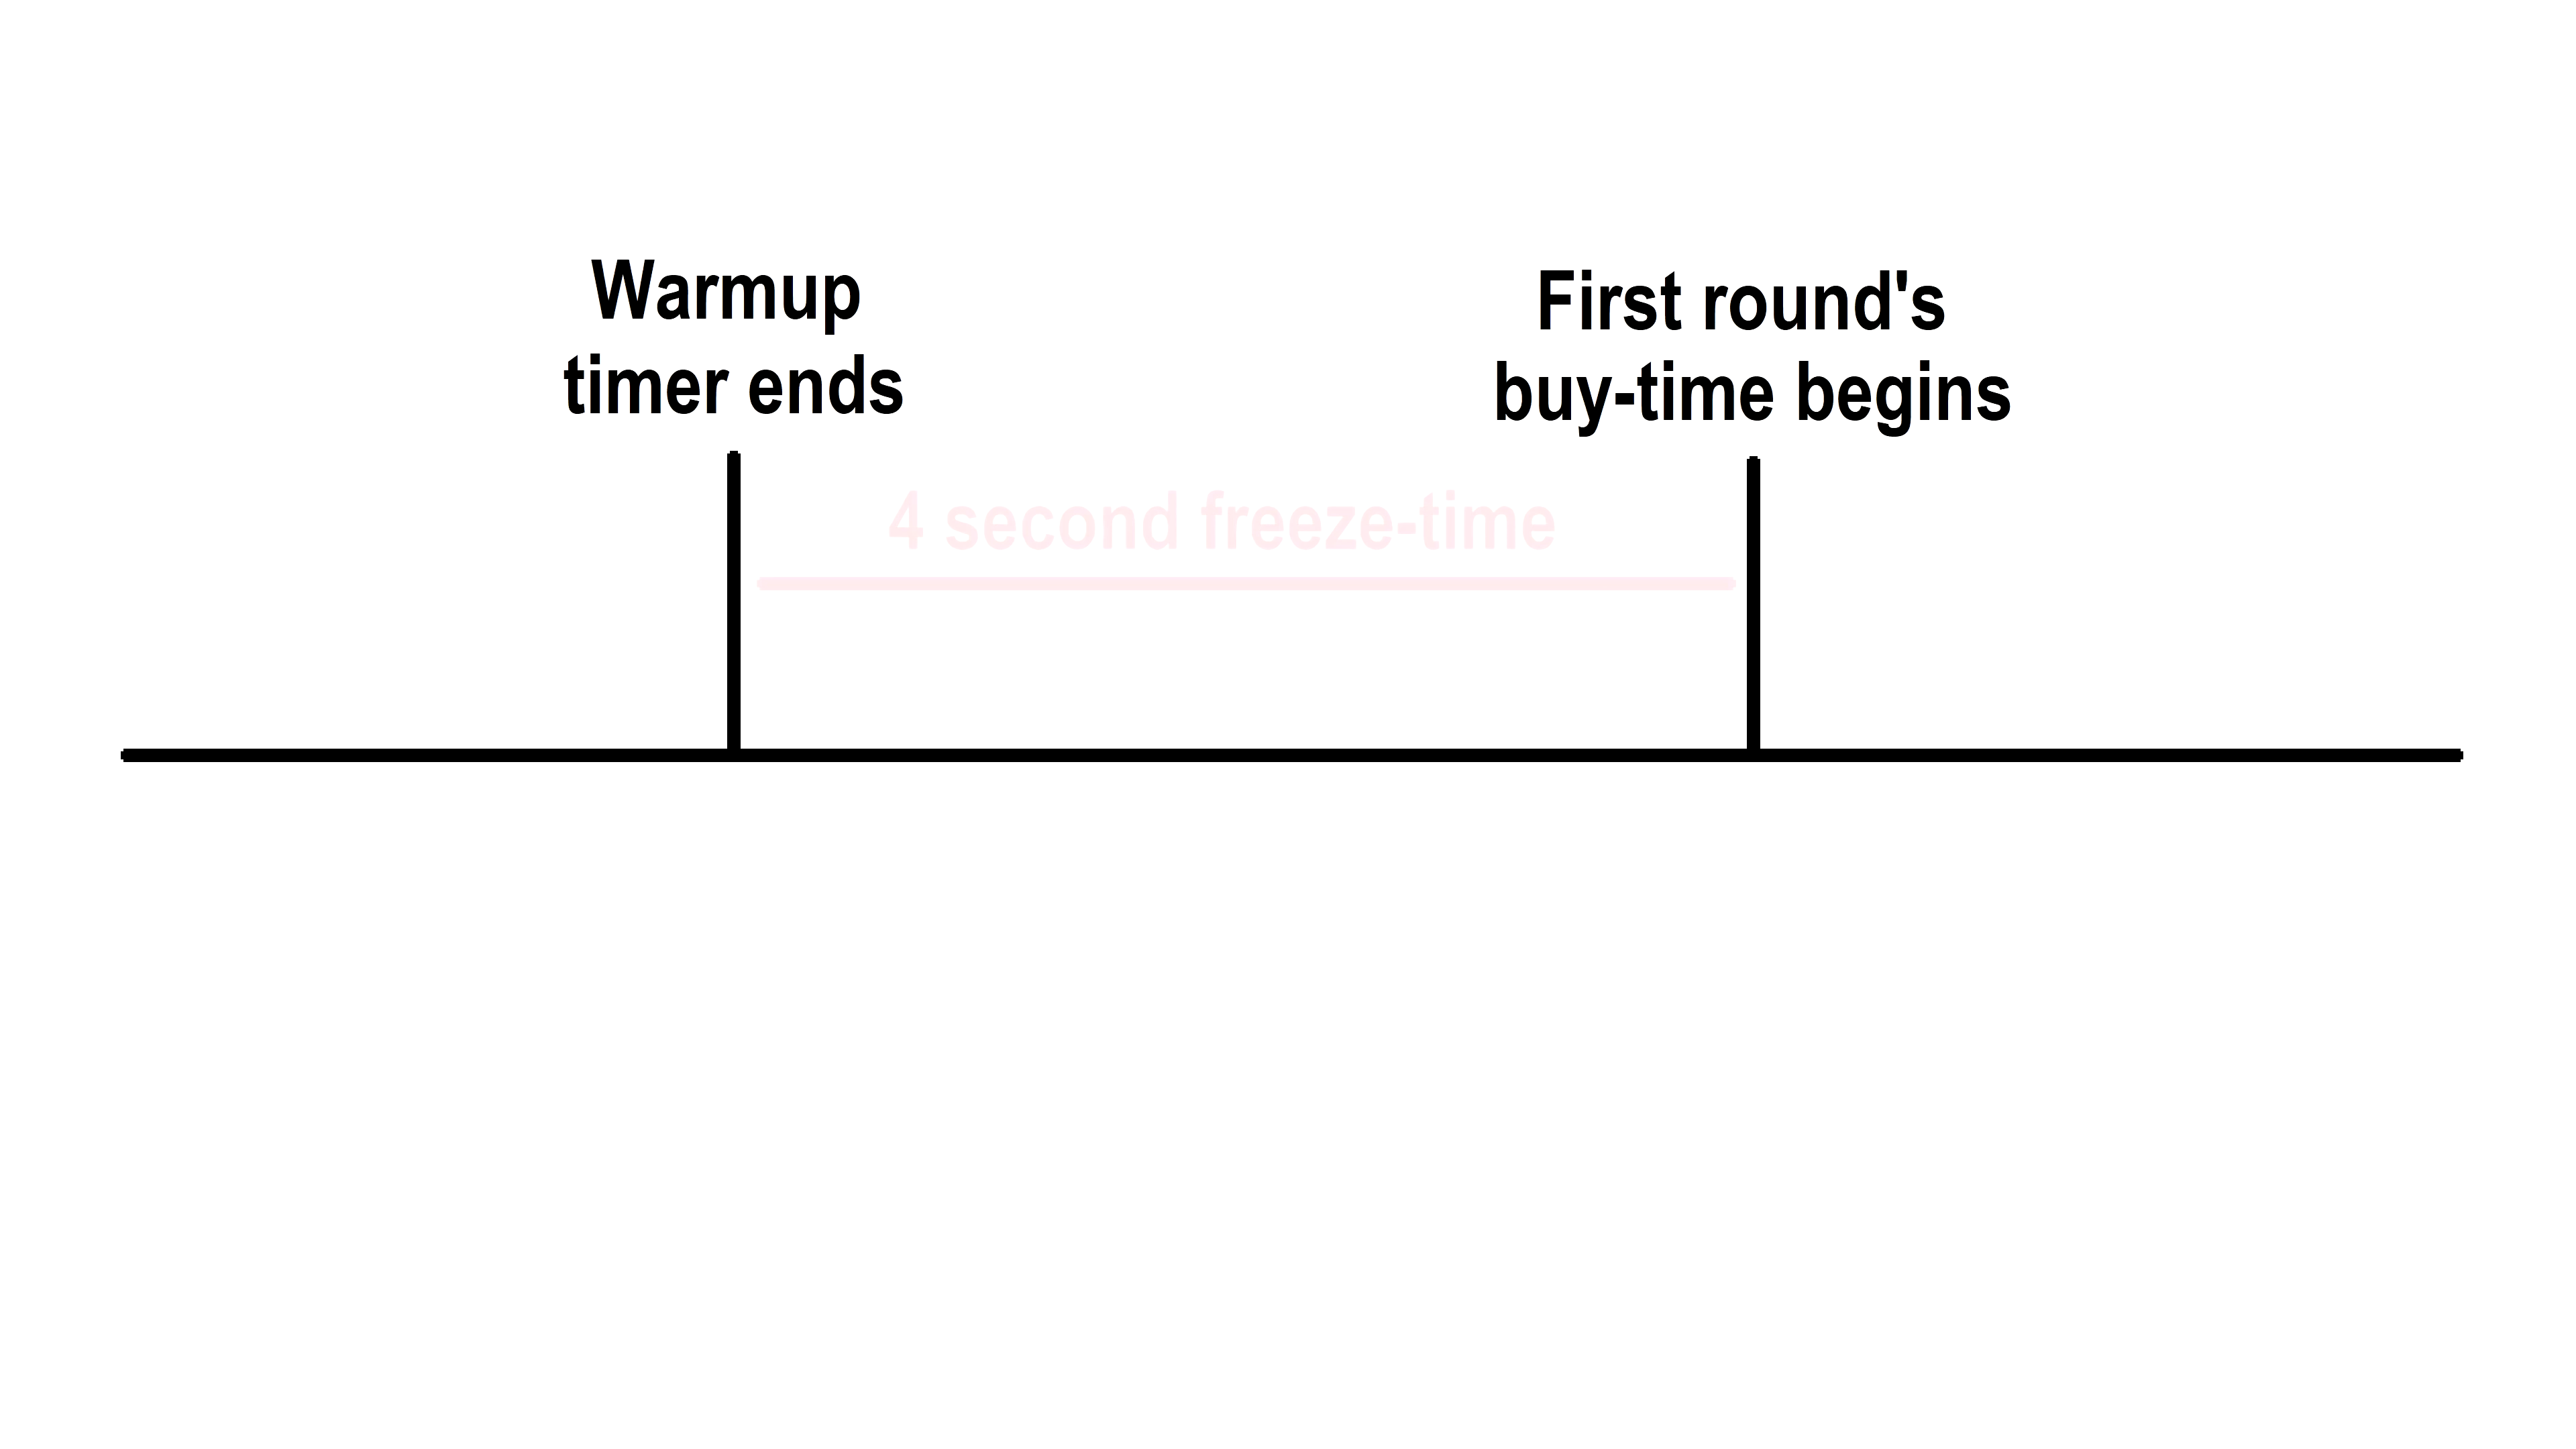 Warmup
timer ends
First round's
buy-time begins
4 second freeze-time